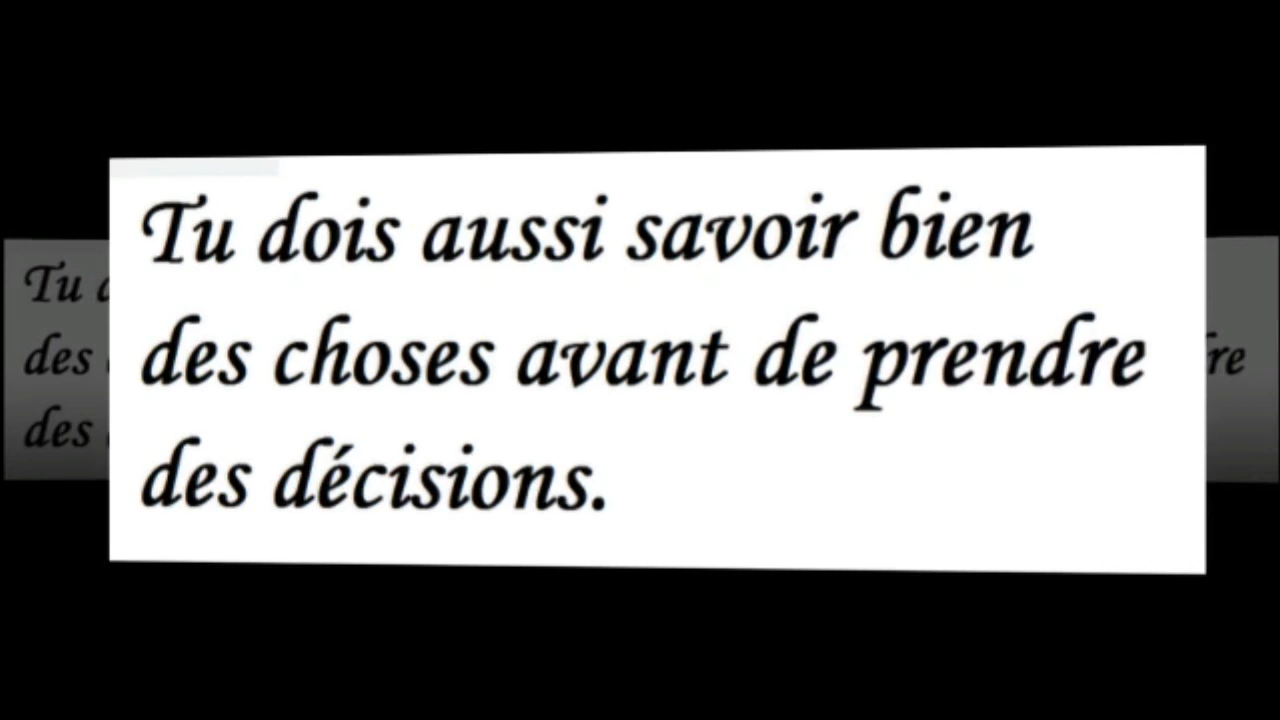 Tu dois aussi savoir bien
des choses avant de prendre
des décisions.